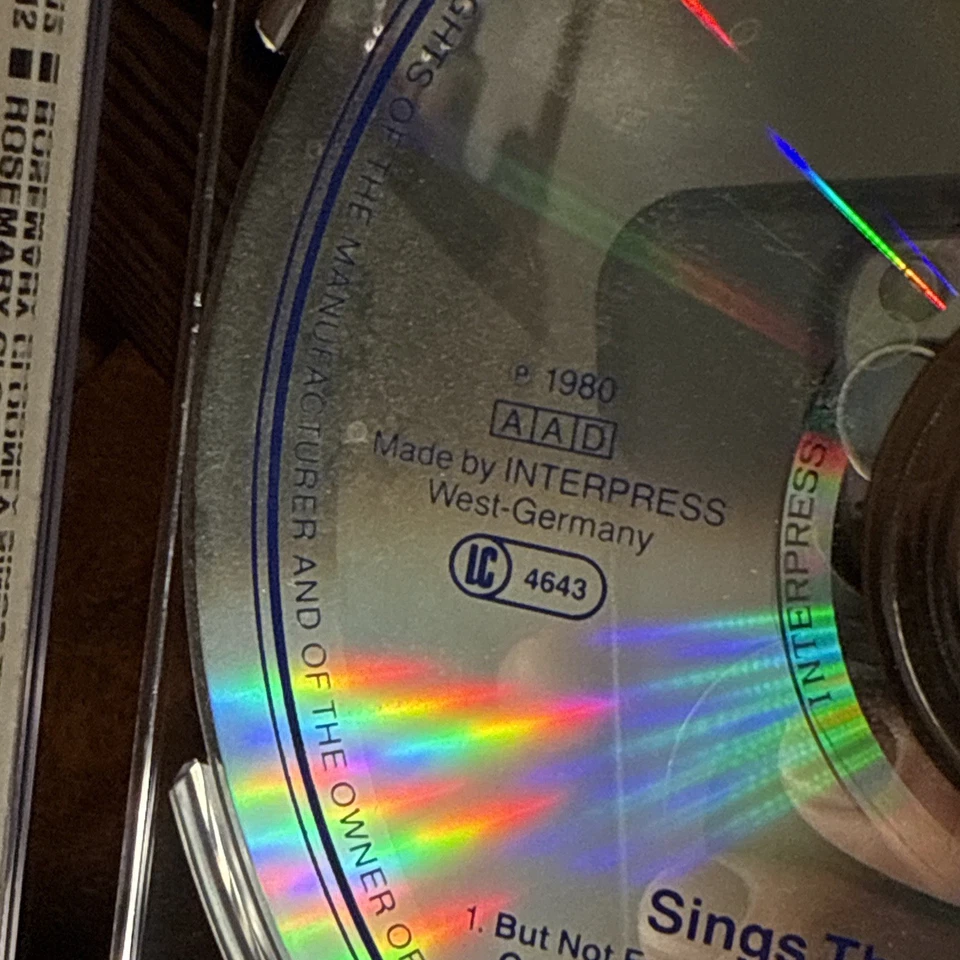 ROSEMARY
GHTS OF THE MANUFACTURER AND OF THE OWNER OF
℗ 1980
AAD
Made by INTERPRESS
West-Germany
LC 4643
INTERPRESS
Sings
1. But Not